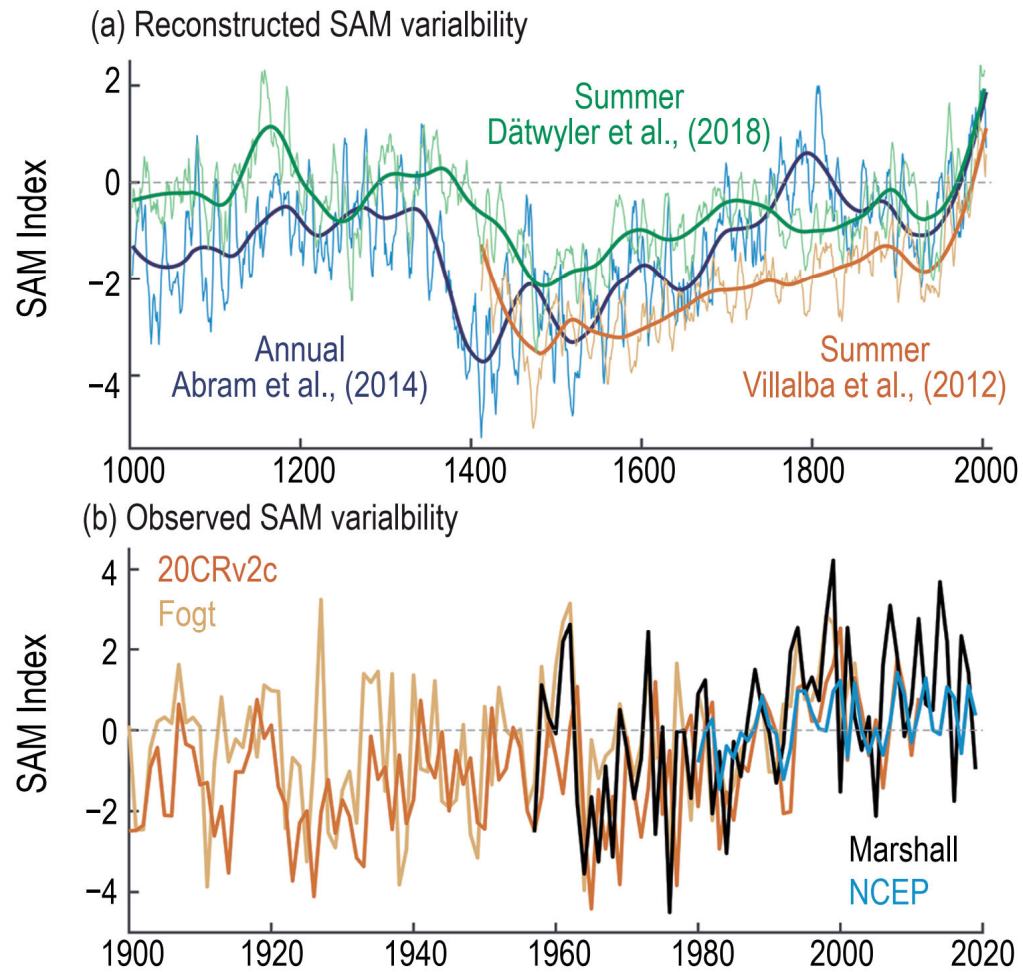 (a) Reconstructed SAM varialbility
SAM Index
2
0
−2
−4
Summer
Dätwyler et al., (2018)
Annual
Abram et al., (2014)
Summer
Villalba et al., (2012)
1000 1200 1400 1600 1800 2000
(b) Observed SAM varialbility
SAM Index
4
2
0
−2
−4
20CRv2c
Fogt
Marshall
NCEP
1900 1920 1940 1960 1980 2000 2020